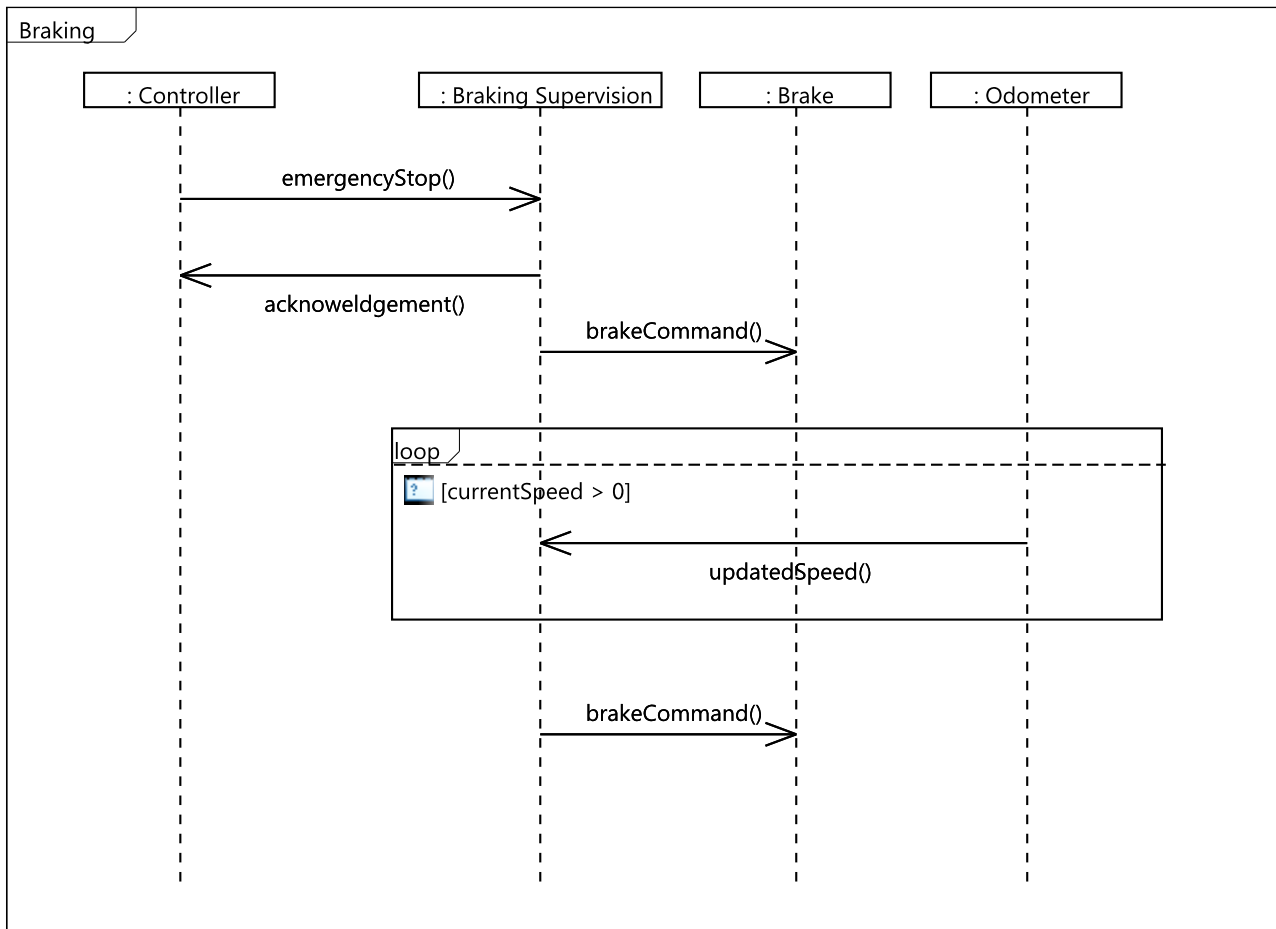 Braking
: Controller
: Braking Supervision
: Brake
: Odometer
emergencyStop()
acknoweldgement()
brakeCommand()
loop
? [currentSpeed > 0]
updatedSpeed()
brakeCommand()